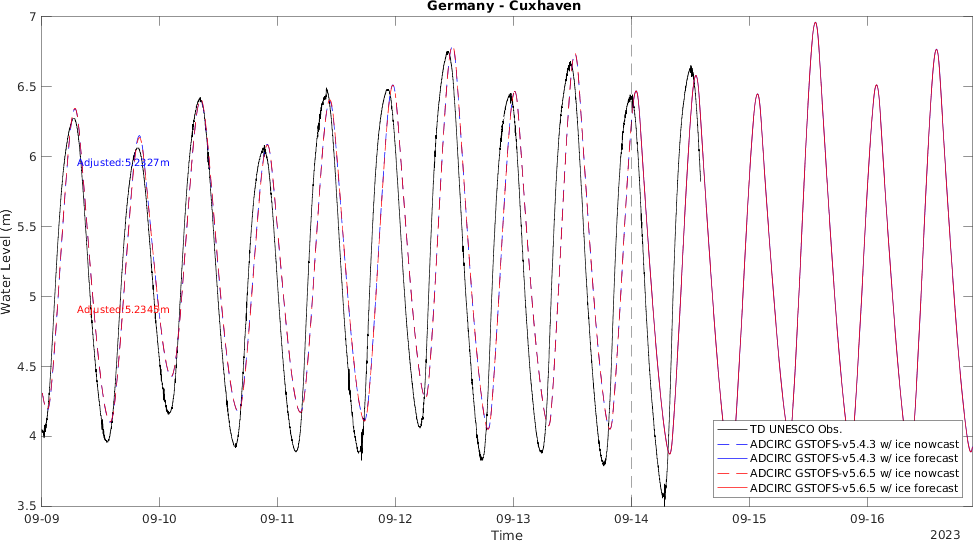 Germany - Cuxhaven
7
6.5
6
5.5
5
4.5
4
3.5
Water Level (m)
Adjusted:5.2327m
Adjusted:5.2345m
TD UNESCO Obs.
ADCIRC GSTOFS-v5.4.3 w/ ice nowcast
ADCIRC GSTOFS-v5.4.3 w/ ice forecast
ADCIRC GSTOFS-v5.6.5 w/ ice nowcast
ADCIRC GSTOFS-v5.6.5 w/ ice forecast
09-09 09-10 09-11 09-12 09-13 09-14 09-15 09-16
Time
2023